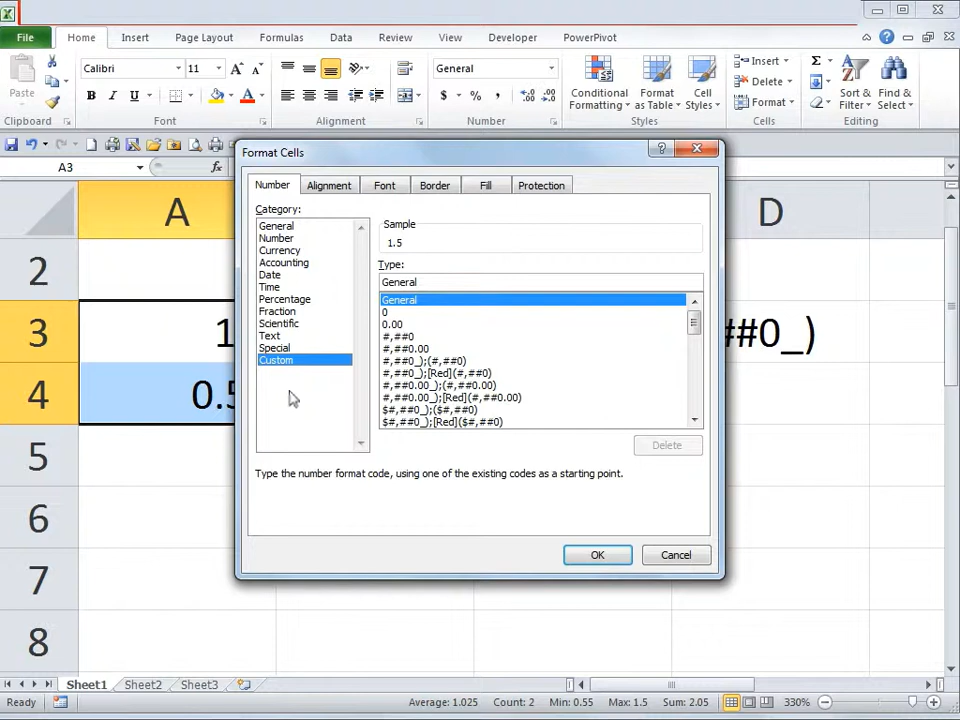 File Home Insert Page Layout Formulas Data Review View Developer PowerPivot
Calibri 11 General
Paste
B I U A $ % ,
Conditional Formatting Format as Table Cell Styles
Insert
Delete
Format
Σ
Sort & Filter
Find & Select
Clipboard Font Alignment Number Styles Cells Editing
A3 fx
A D
2
3 1 ##0_)
4 0.5
5
6
7
8
Format Cells
Number Alignment Font Border Fill Protection
Category:
General
Number
Currency
Accounting
Date
Time
Percentage
Fraction
Scientific
Text
Special
Custom
Sample
1.5
Type:
General
General
0
0.00
#,##0
#,##0.00
#,##0_);(#,##0)
#,##0_);[Red](#,##0)
#,##0.00_);(#,##0.00)
#,##0.00_);[Red](#,##0.00)
$#,##0_);($#,##0)
$#,##0_);[Red]($#,##0)
Delete
Type the number format code, using one of the existing codes as a starting point.
OK Cancel
Sheet1 Sheet2 Sheet3
Ready Average: 1.025 Count: 2 Min: 0.55 Max: 1.5 Sum: 2.05 330%